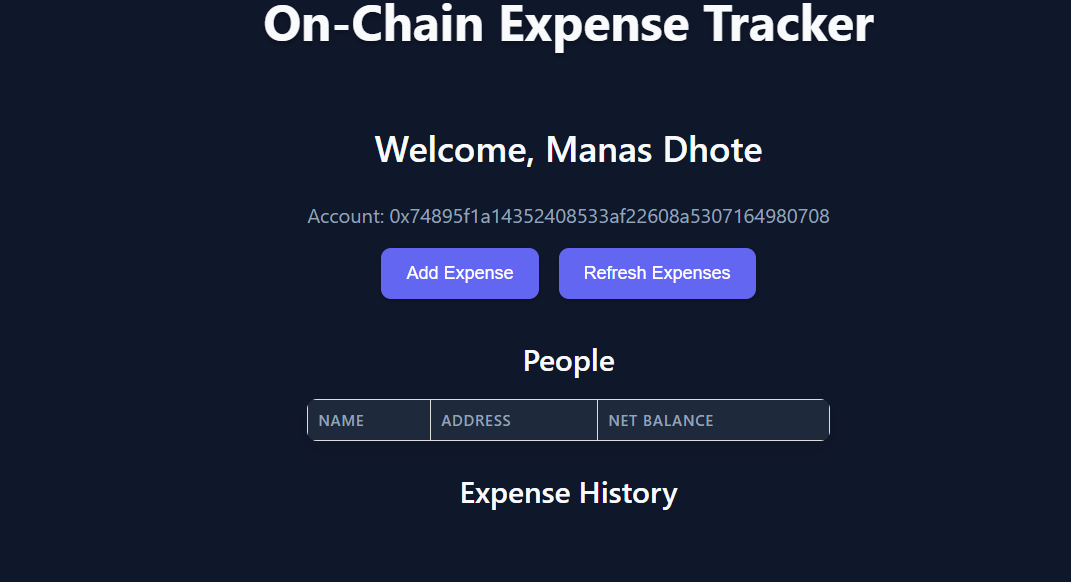 On-Chain Expense Tracker
Welcome, Manas Dhote
Account: 0x74895f1a14352408533af22608a5307164980708
Add Expense Refresh Expenses
People
NAME ADDRESS NET BALANCE
Expense History